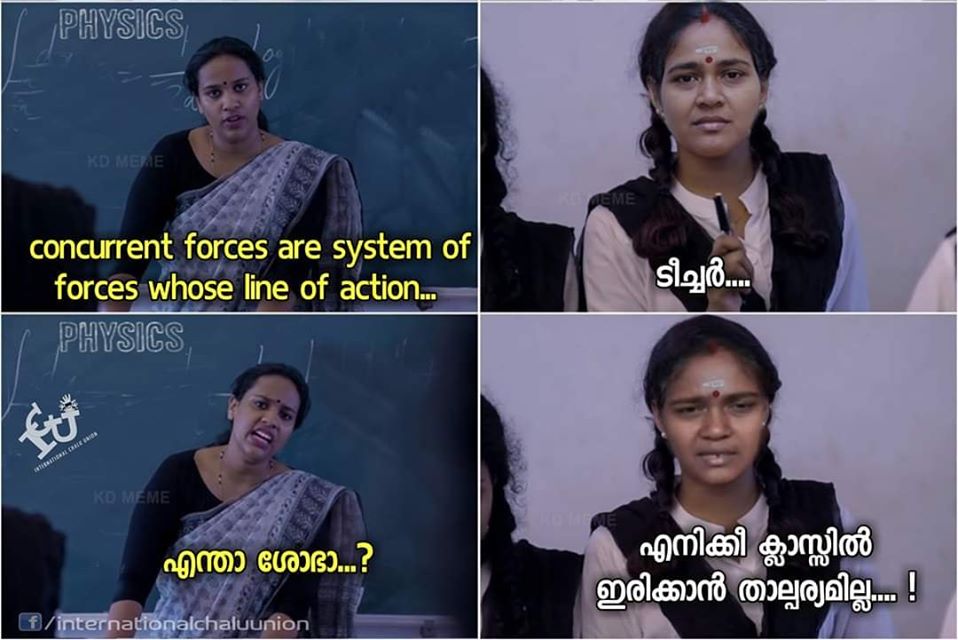 PHYSICS
KD MEME
concurrent forces are system of
forces whose line of action...
KD MEME
ടീച്ചർ....
PHYSICS
INTERNATIONAL CHALU UNION
KD MEME
എന്താ ശോഭാ...?
f/internationalchaluunion
KD MEME
എനിക്കീ ക്ലാസ്സിൽ
ഇരിക്കാൻ താല്പര്യമില്ല.... !